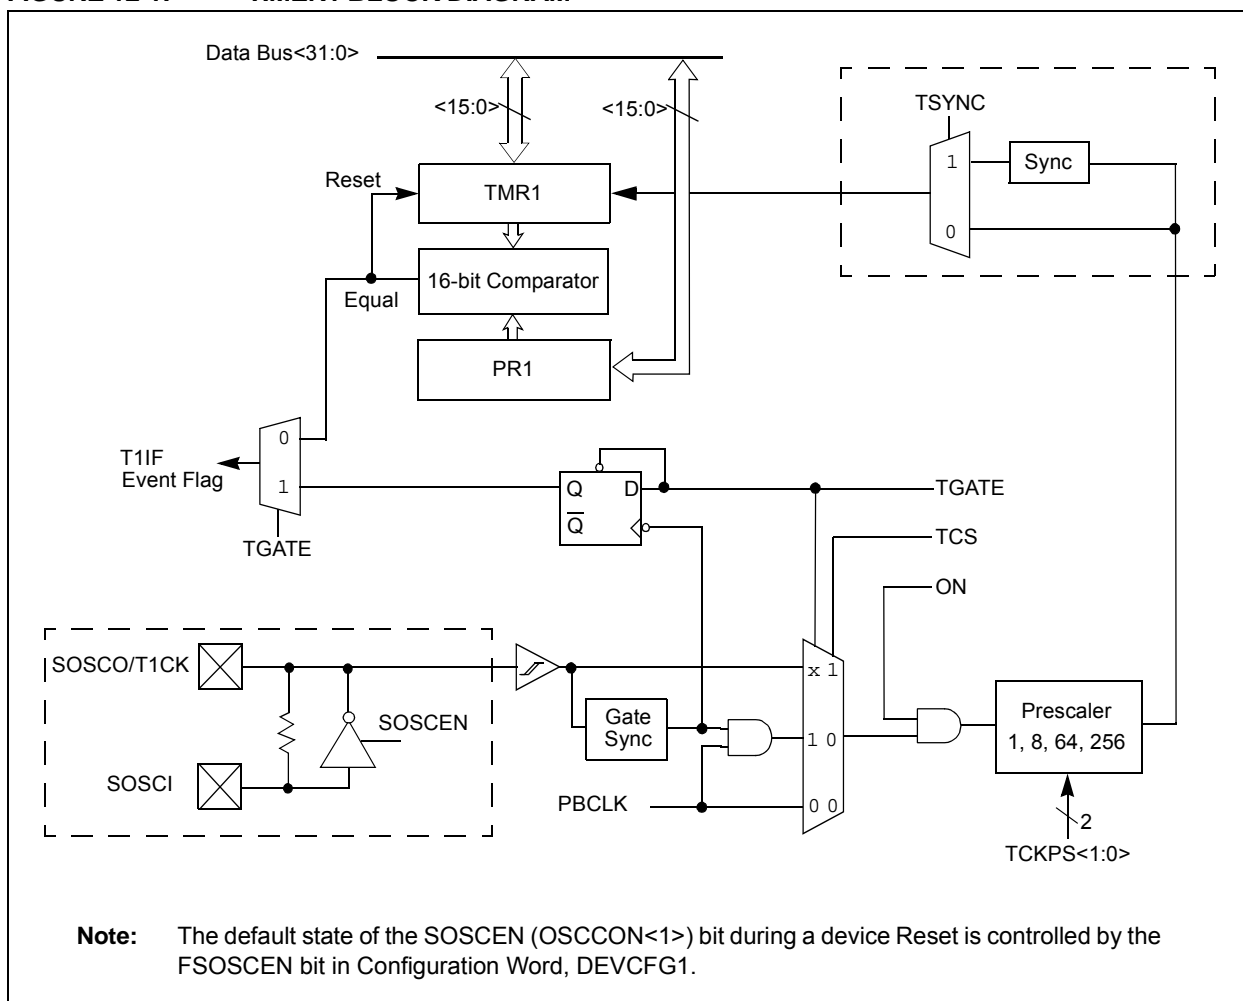 Data Bus<31:0>
<15:0>
<15:0>
TSYNC
1
Sync
0
Reset
TMR1
16-bit Comparator
Equal
PR1
0
1
T1IF
Event Flag
TGATE
Q
D
Q
TGATE
TCS
ON
SOSCO/T1CK
SOSCEN
SOSCI
Gate
Sync
PBCLK
x 1
1 0
0 0
Prescaler
1, 8, 64, 256
2
TCKPS<1:0>
Note: The default state of the SOSCEN (OSCCON<1>) bit during a device Reset is controlled by the
FSOSCEN bit in Configuration Word, DEVCFG1.